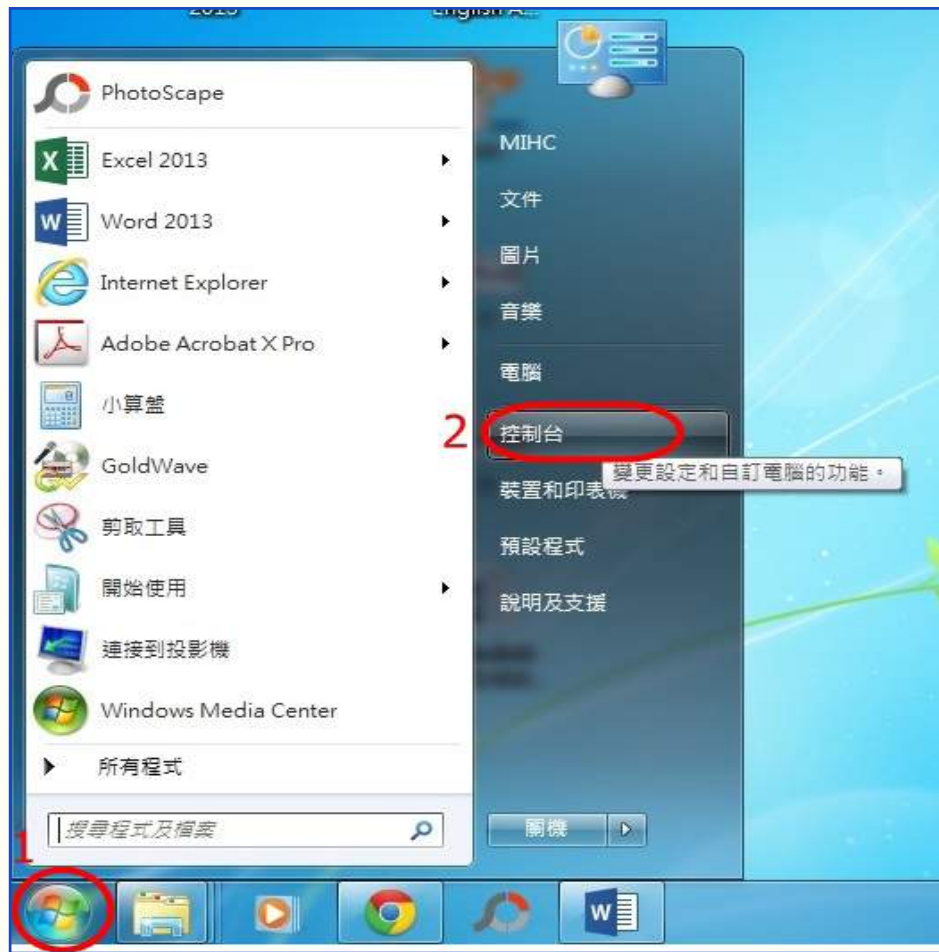 2013
English A...
PhotoScape
Excel 2013
Word 2013
Internet Explorer
Adobe Acrobat X Pro
小算盤
GoldWave
剪取工具
開始使用
連接到投影機
Windows Media Center
所有程式
搜尋程式及檔案
1
MIHC
文件
圖片
音樂
電腦
2
控制台
變更設定和自訂電腦的功能。
裝置和印表機
預設程式
說明及支援
關機